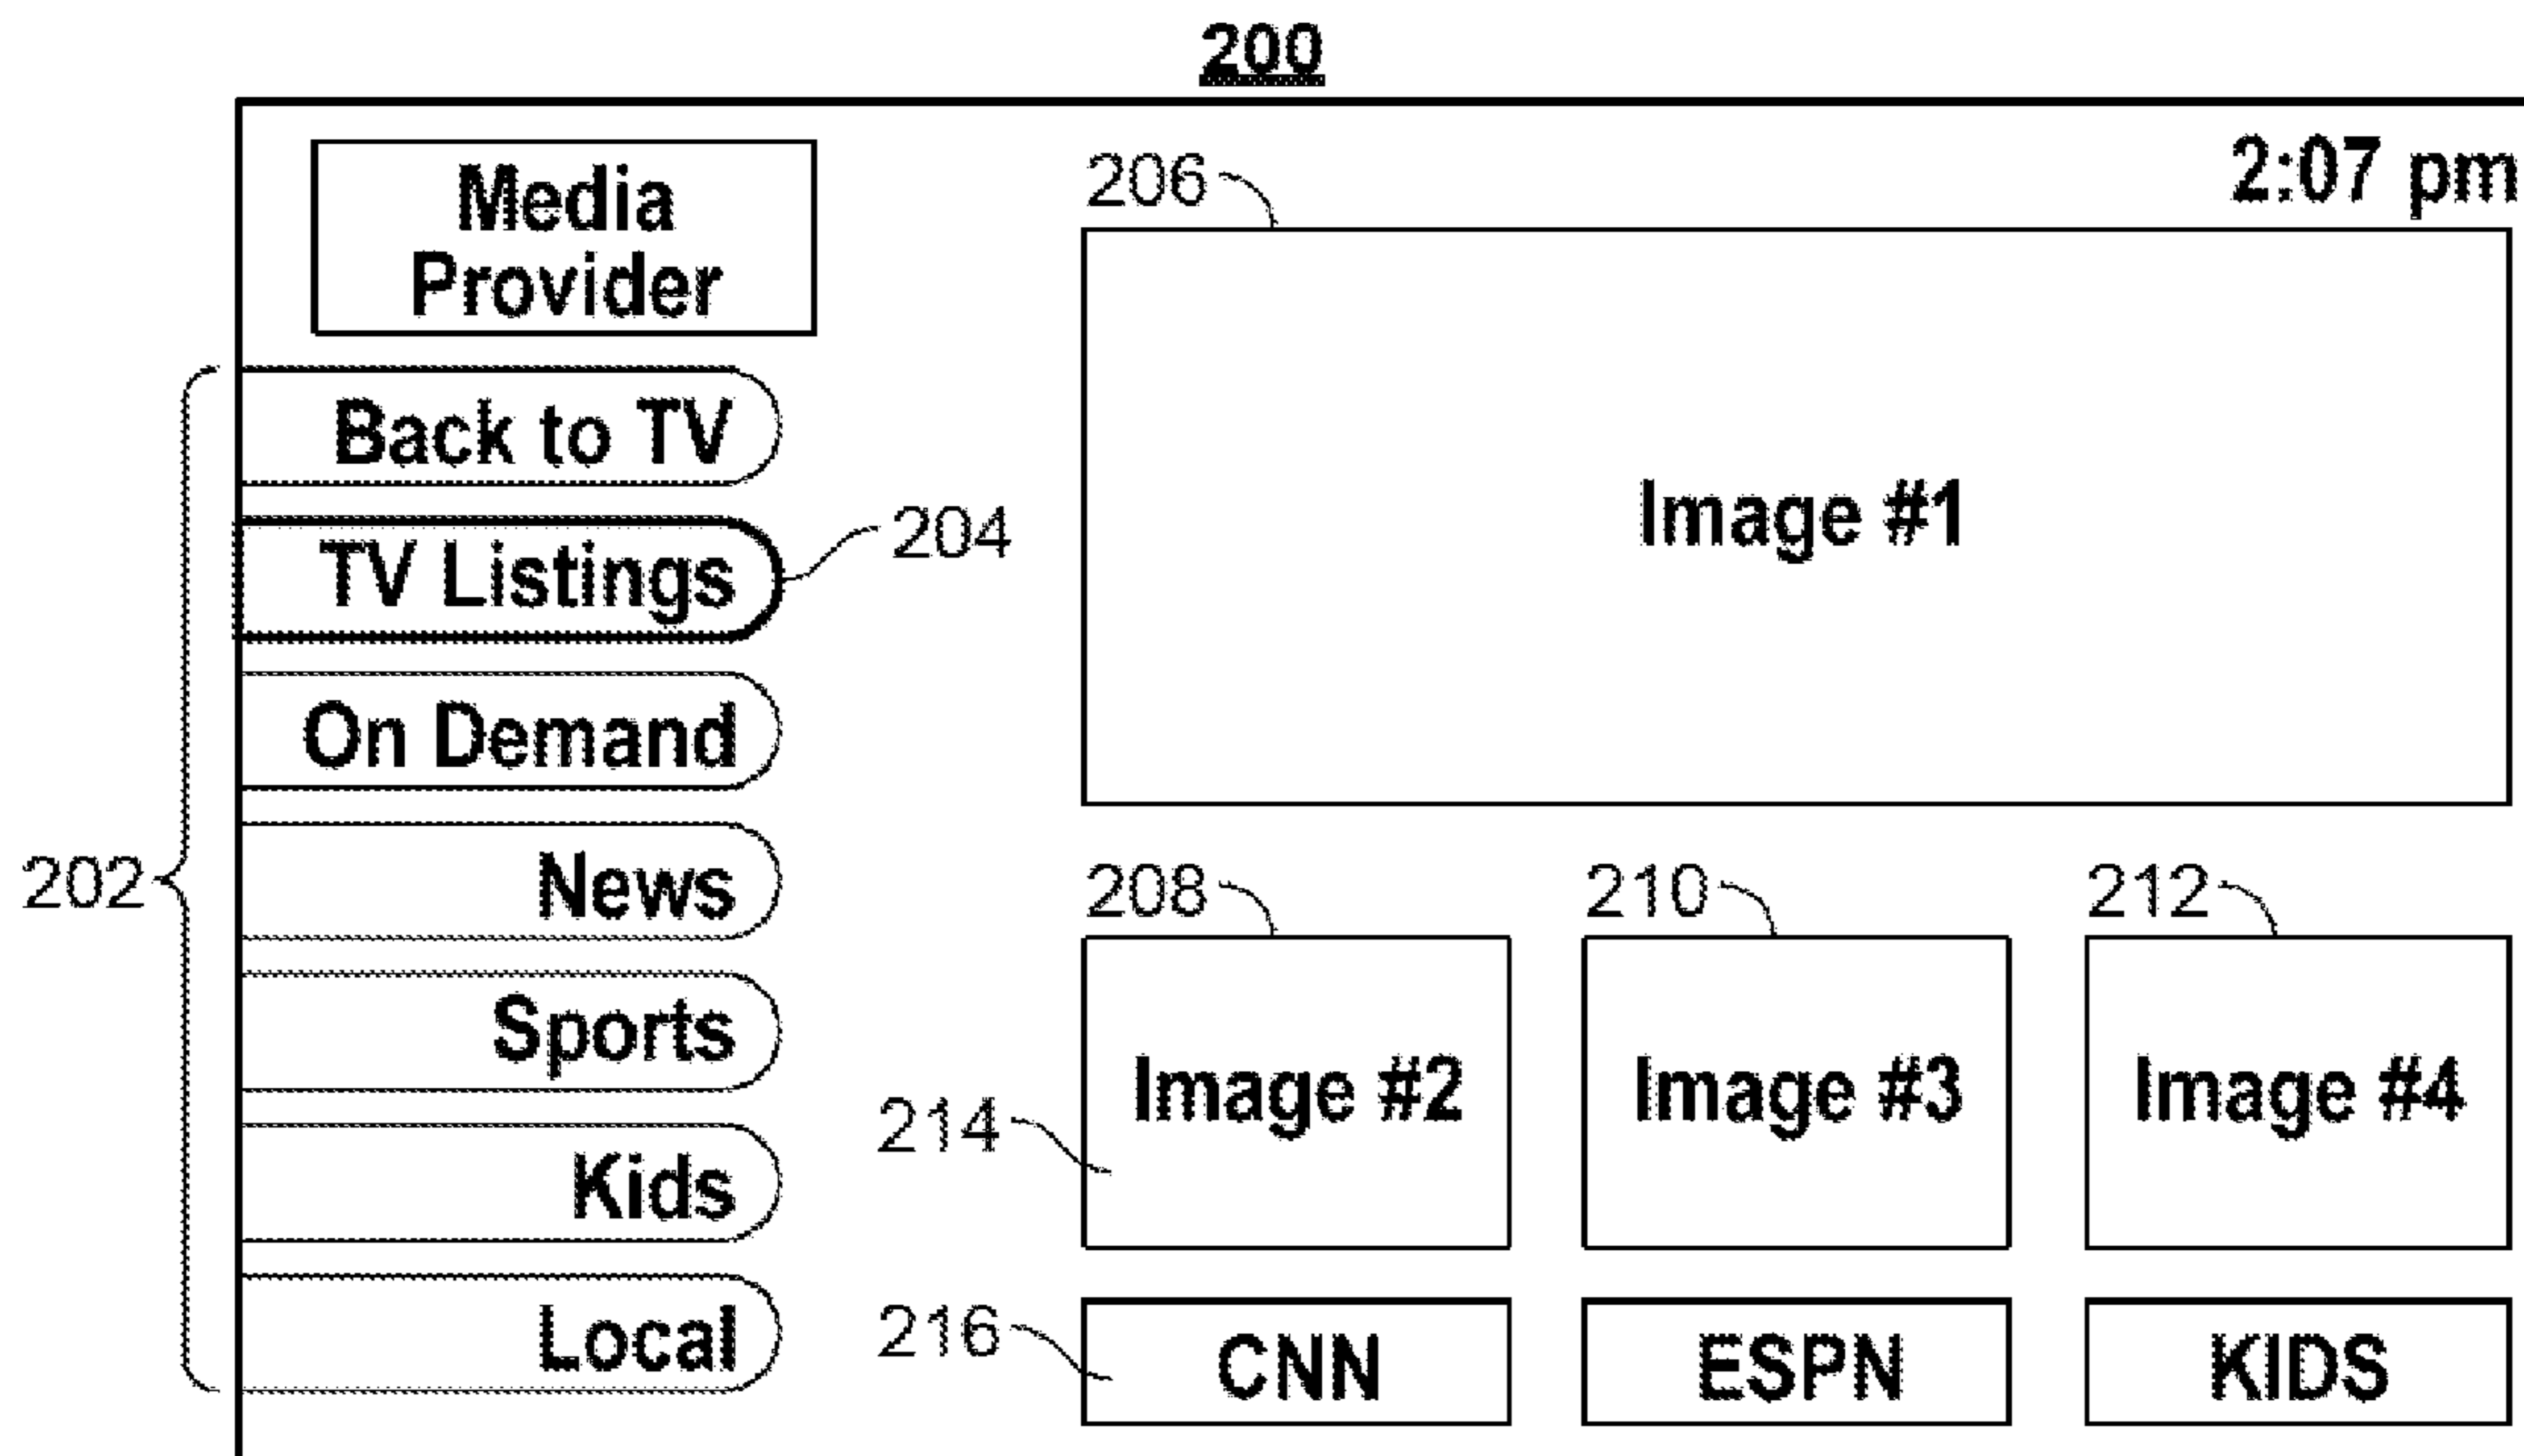 200
Media
Provider
2:07 pm
206
Back to TV
TV Listings
204
On Demand
News
Sports
Kids
Local
202
Image #1
208
210
212
Image #2
Image #3
Image #4
214
216
CNN
ESPN
KIDS